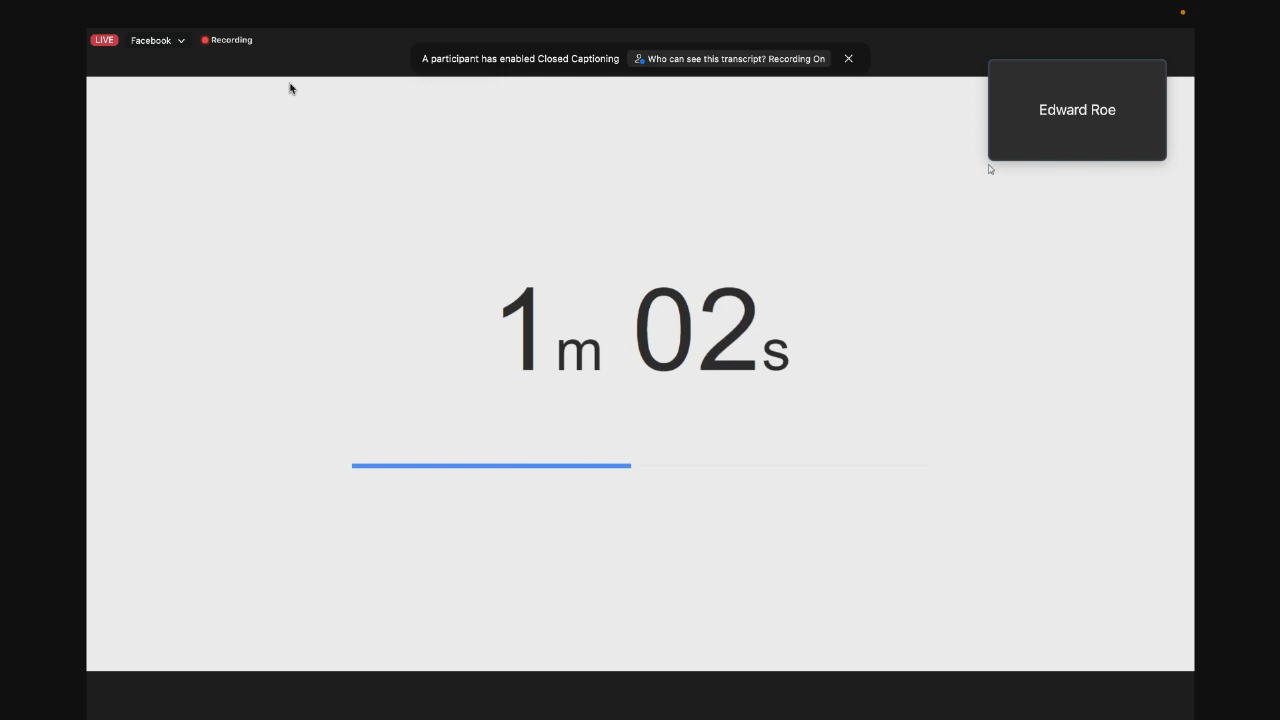 LIVE Facebook Recording
A participant has enabled Closed Captioning Who can see this transcript? Recording On
Edward Roe
1m 02s